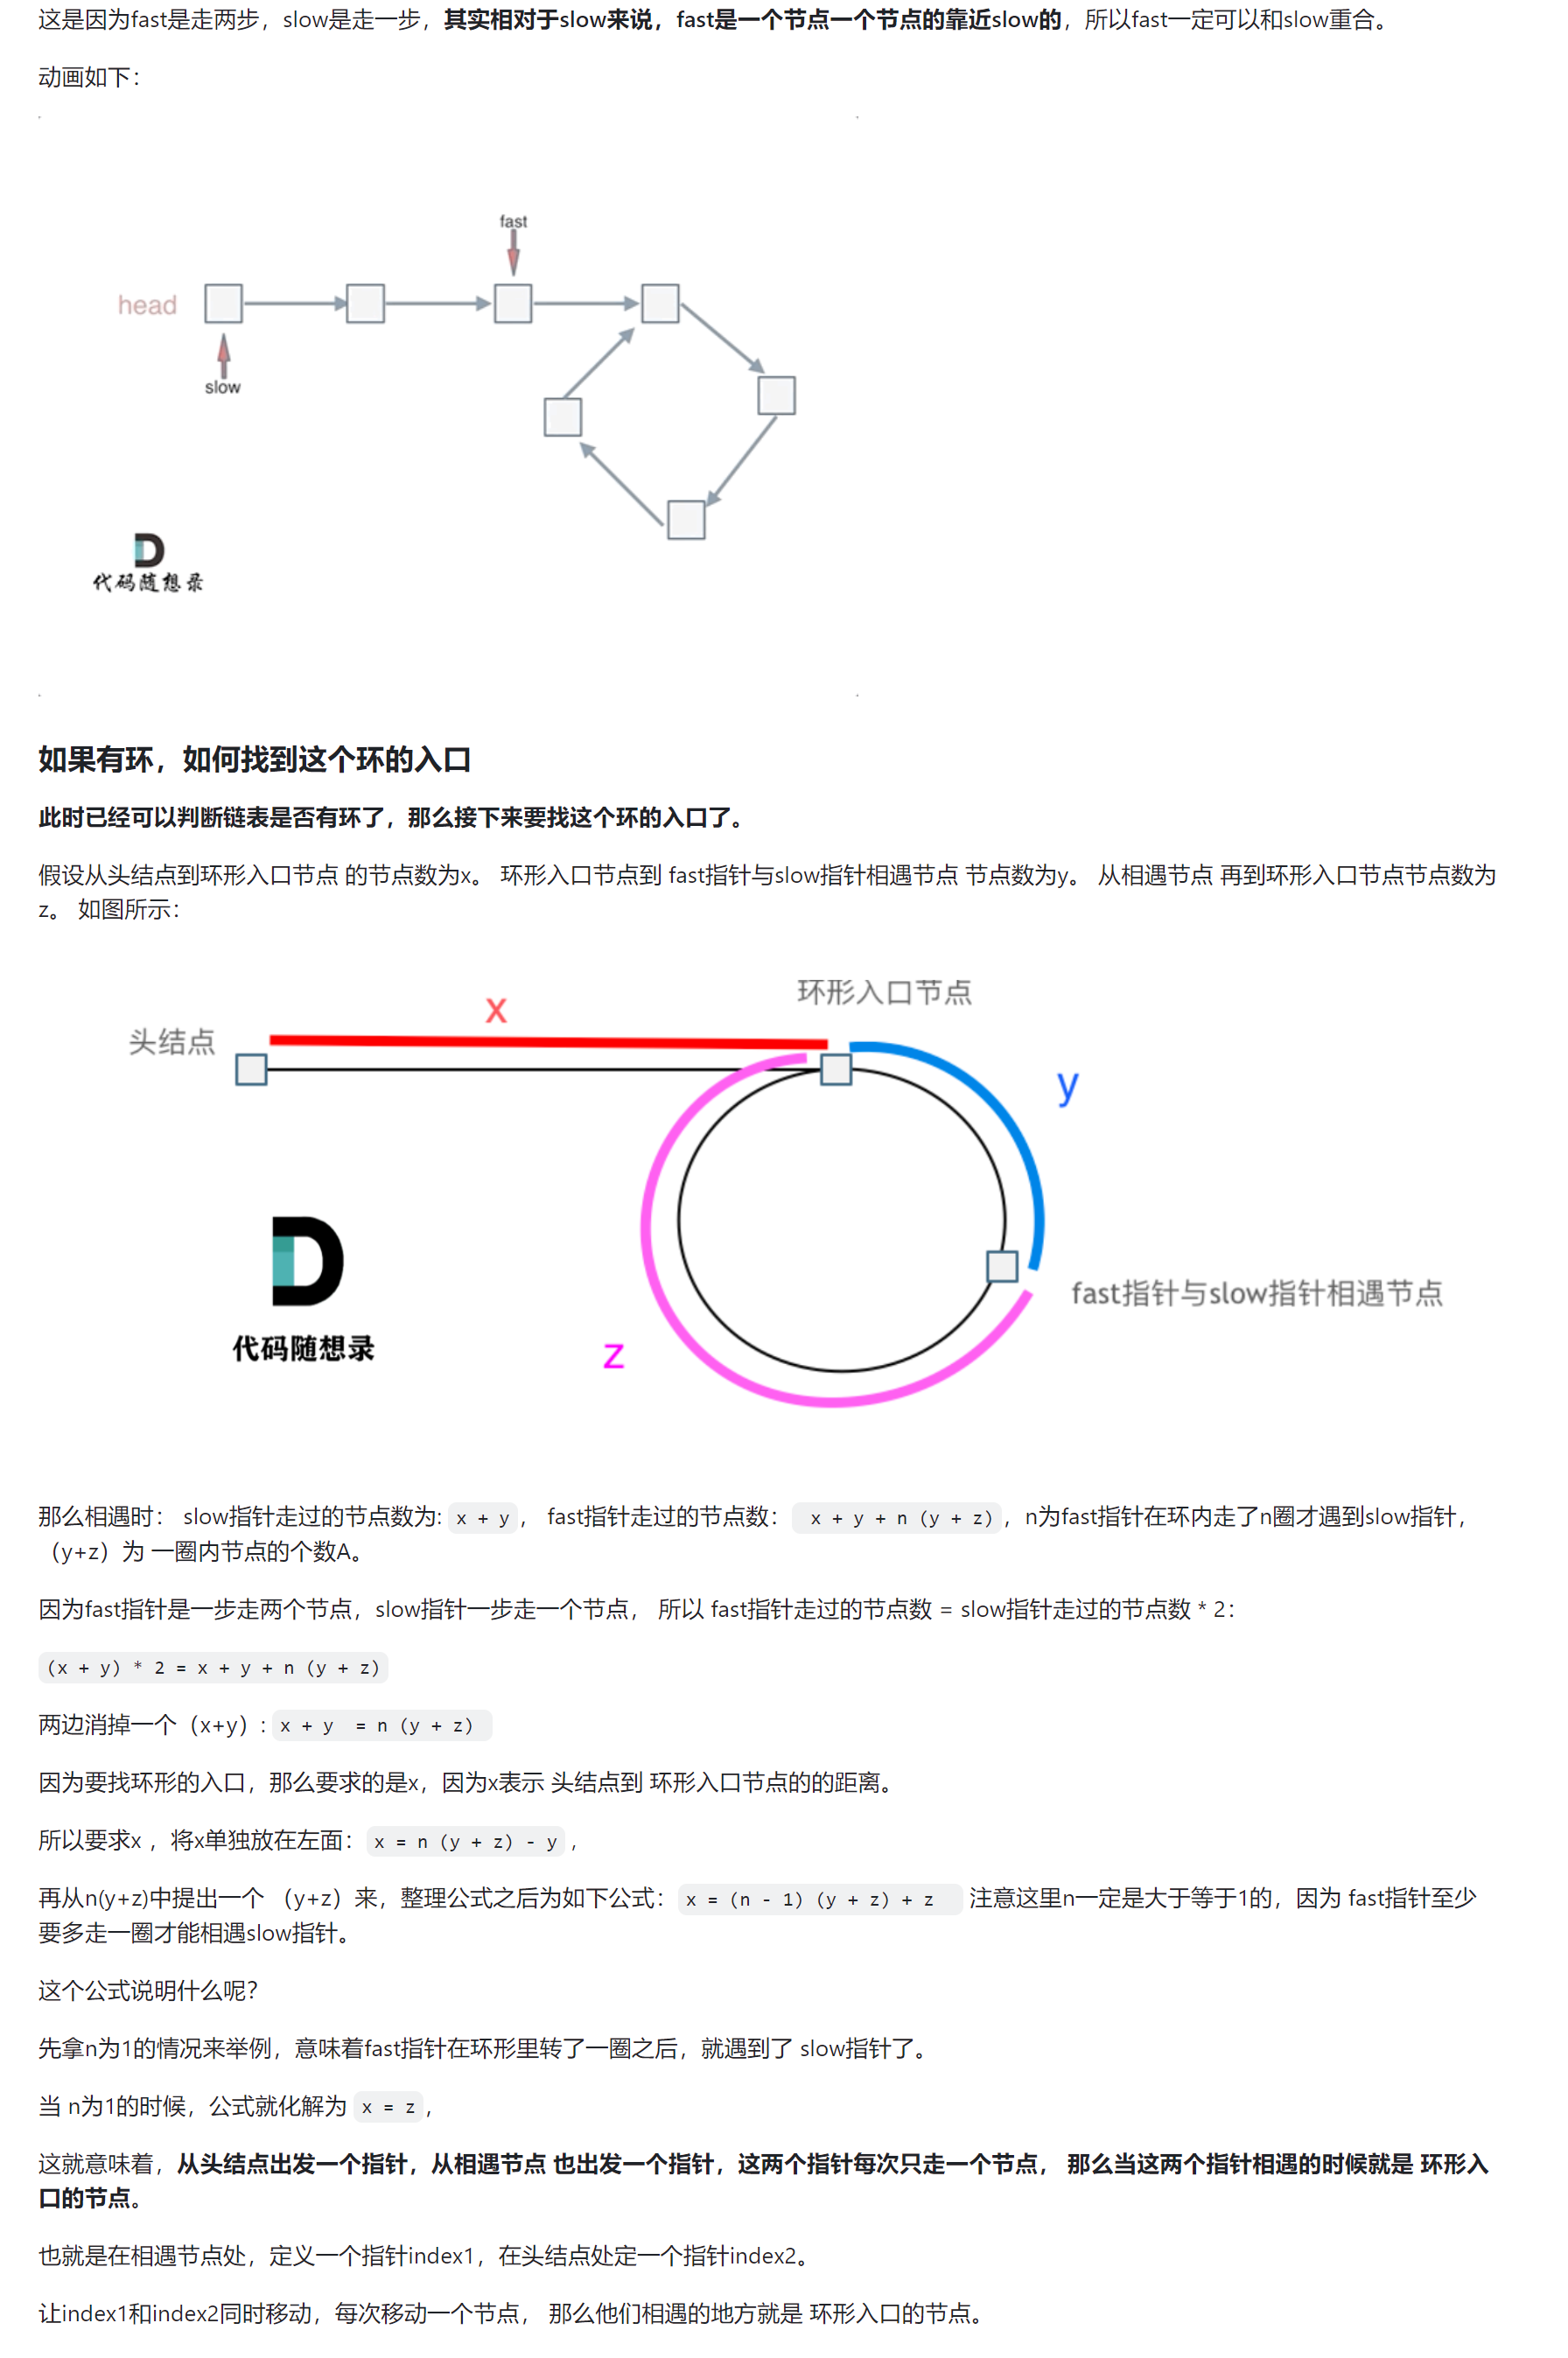 这是因为fast是走两步，slow是走一步，其实相对于slow来说，fast是一个节点一个节点的靠近slow的，所以fast一定可以和slow重合。
动画如下：
fast
head
slow
代码随想录
如果有环，如何找到这个环的入口
此时已经可以判断链表是否有环了，那么接下来要找这个环的入口了。
假设从头结点到环形入口节点 的节点数为x。 环形入口节点到 fast指针与slow指针相遇节点 节点数为y。 从相遇节点 再到环形入口节点节点数为
z。 如图所示：
环形入口节点
x
头结点
y
fast指针与slow指针相遇节点
z
代码随想录
那么相遇时： slow指针走过的节点数为: x + y， fast指针走过的节点数： x + y + n (y + z)，n为fast指针在环内走了n圈才遇到slow指针，
（y+z）为 一圈内节点的个数A。
因为fast指针是一步走两个节点，slow指针一步走一个节点， 所以 fast指针走过的节点数 = slow指针走过的节点数 * 2：
(x + y) * 2 = x + y + n (y + z)
两边消掉一个（x+y）: x + y  = n (y + z)
因为要找环形的入口，那么要求的是x，因为x表示 头结点到 环形入口节点的的距离。
所以要求x ，将x单独放在左面：x = n (y + z) - y ,
再从n(y+z)中提出一个 （y+z）来，整理公式之后为如下公式：x = (n - 1) (y + z) + z 注意这里n一定是大于等于1的，因为 fast指针至少
要多走一圈才能相遇slow指针。
这个公式说明什么呢？
先拿n为1的情况来举例，意味着fast指针在环形里转了一圈之后，就遇到了 slow指针了。
当 n为1的时候，公式就化解为 x = z，
这就意味着，从头结点出发一个指针，从相遇节点 也出发一个指针，这两个指针每次只走一个节点， 那么当这两个指针相遇的时候就是 环形入
口的节点。
也就是在相遇节点处，定义一个指针index1，在头结点处定一个指针index2。
让index1和index2同时移动，每次移动一个节点， 那么他们相遇的地方就是 环形入口的节点。